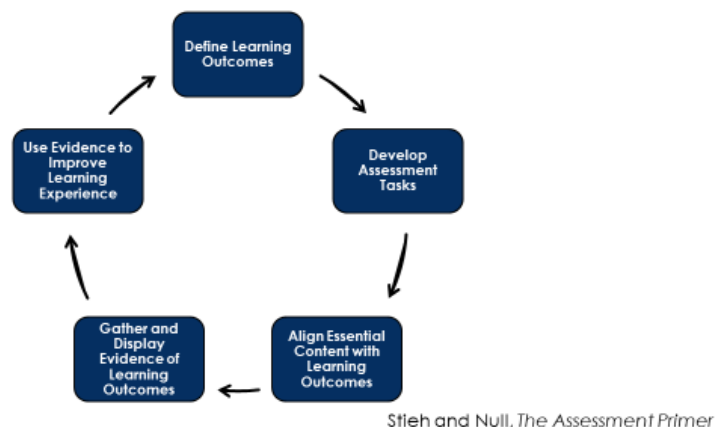 Define Learning
Outcomes
Develop
Assessment
Tasks
Align Essential
Content with
Learning
Outcomes
Gather and
Display
Evidence of
Learning
Outcomes
Use Evidence to
Improve
Learning
Experience
Stieh and Null, The Assessment Primer